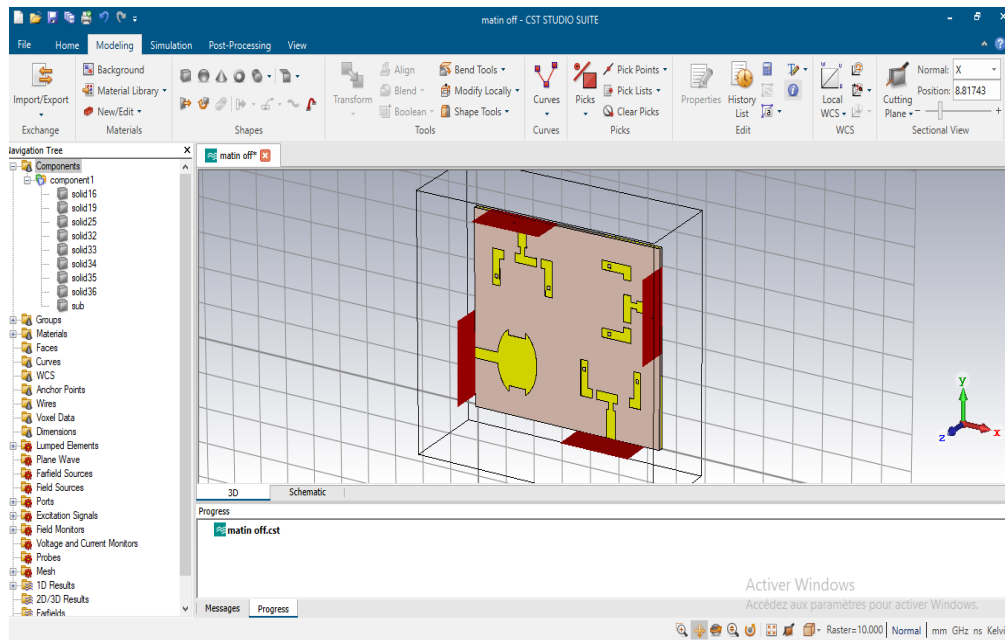 matin off - CST STUDIO SUITE
File Home Modeling Simulation Post-Processing View
Import/Export
Exchange
Background
Material Library
New/Edit
Materials
Shapes
Transform
Align
Blend
Boolean
Bend Tools
Modify Locally
Shape Tools
Tools
Curves
Curves
Picks
Pick Points
Pick Lists
Clear Picks
Picks
Properties
History List
Edit
Local WCS
WCS
Cutting Plane
Normal: X
Position: 8.81743
Sectional View
Navigation Tree
matin off*
Components
component1
solid16
solid19
solid25
solid32
solid33
solid34
solid35
solid36
sub
Groups
Materials
Faces
Curves
WCS
Anchor Points
Wires
Voxel Data
Dimensions
Lumped Elements
Plane Wave
Farfield Sources
Field Sources
Ports
Excitation Signals
Field Monitors
Voltage and Current Monitors
Probes
Mesh
1D Results
2D/3D Results
Farfields
y
x
z
3D Schematic
Progress
matin off.cst
Messages Progress
Activer Windows
Accédez aux paramètres pour activer Windows.
Raster=10.000 Normal mm GHz ns Kelvi